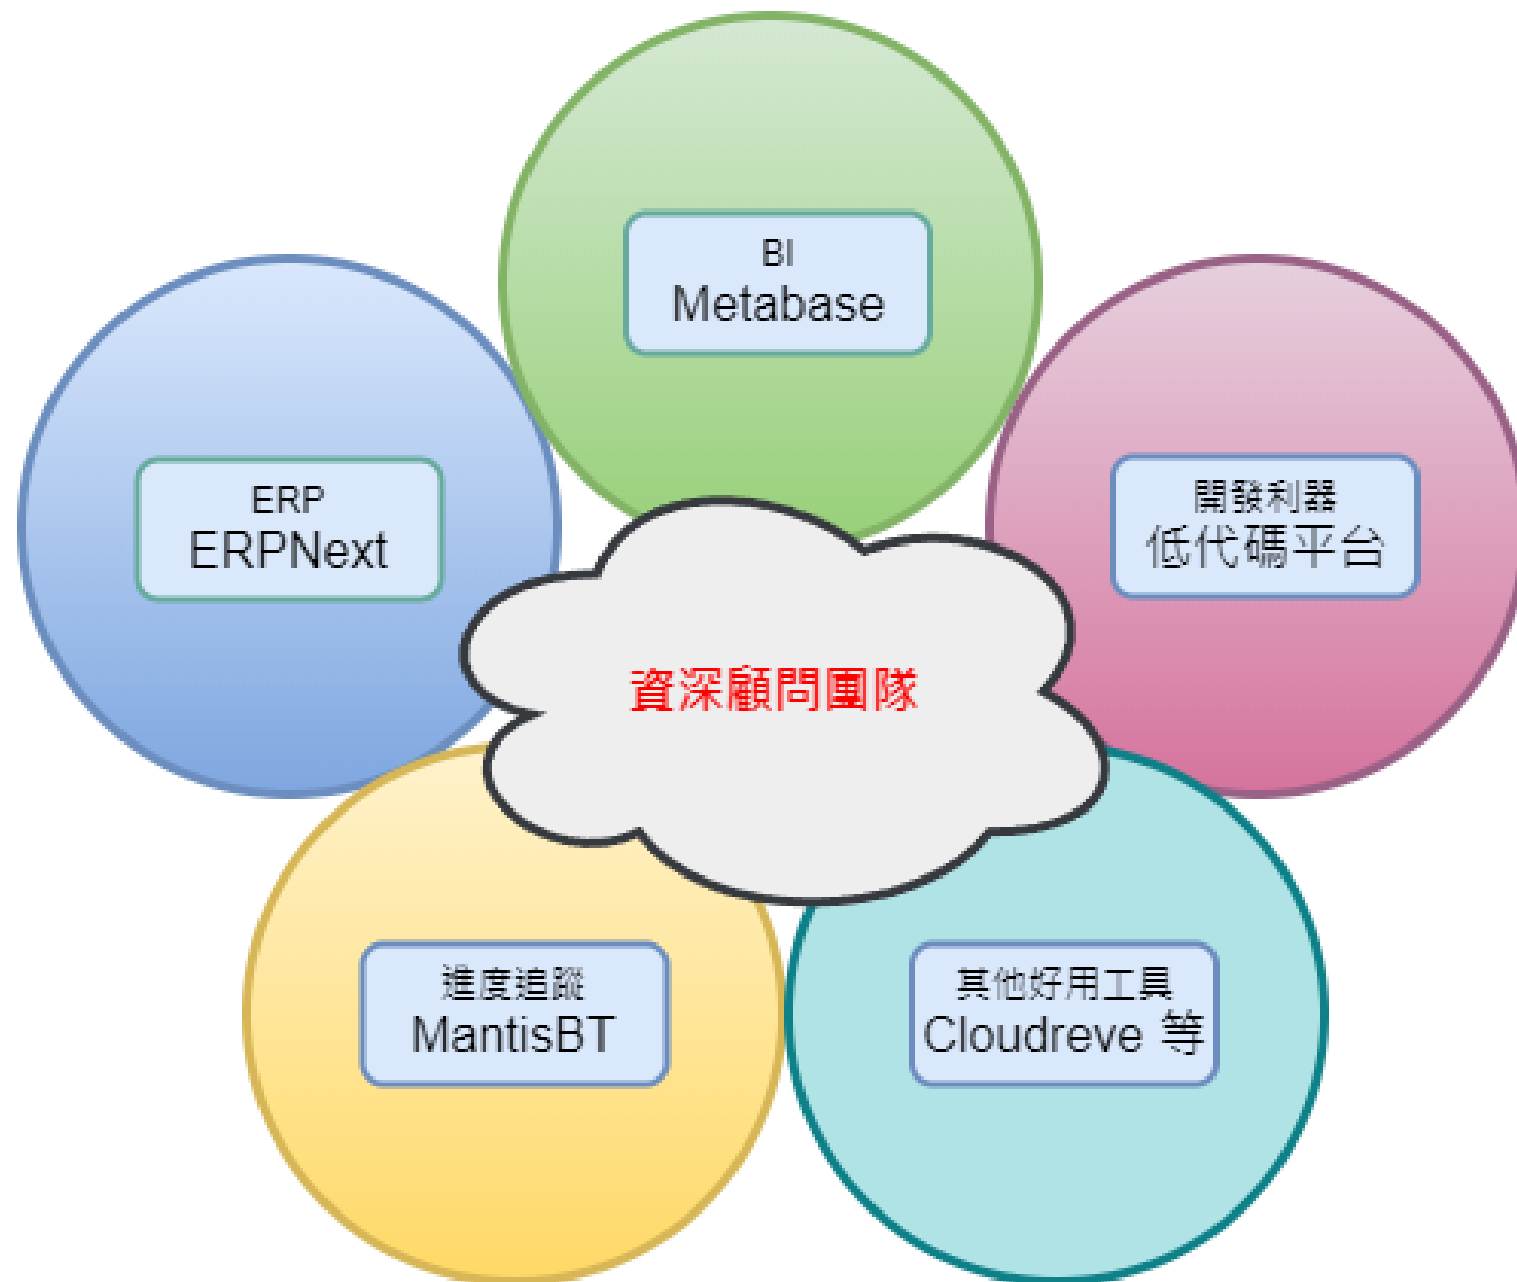 BI
Metabase
ERP
ERPNext
開發利器
低代碼平台
資深顧問團隊
進度追蹤
MantisBT
其他好用工具
Cloudreve 等